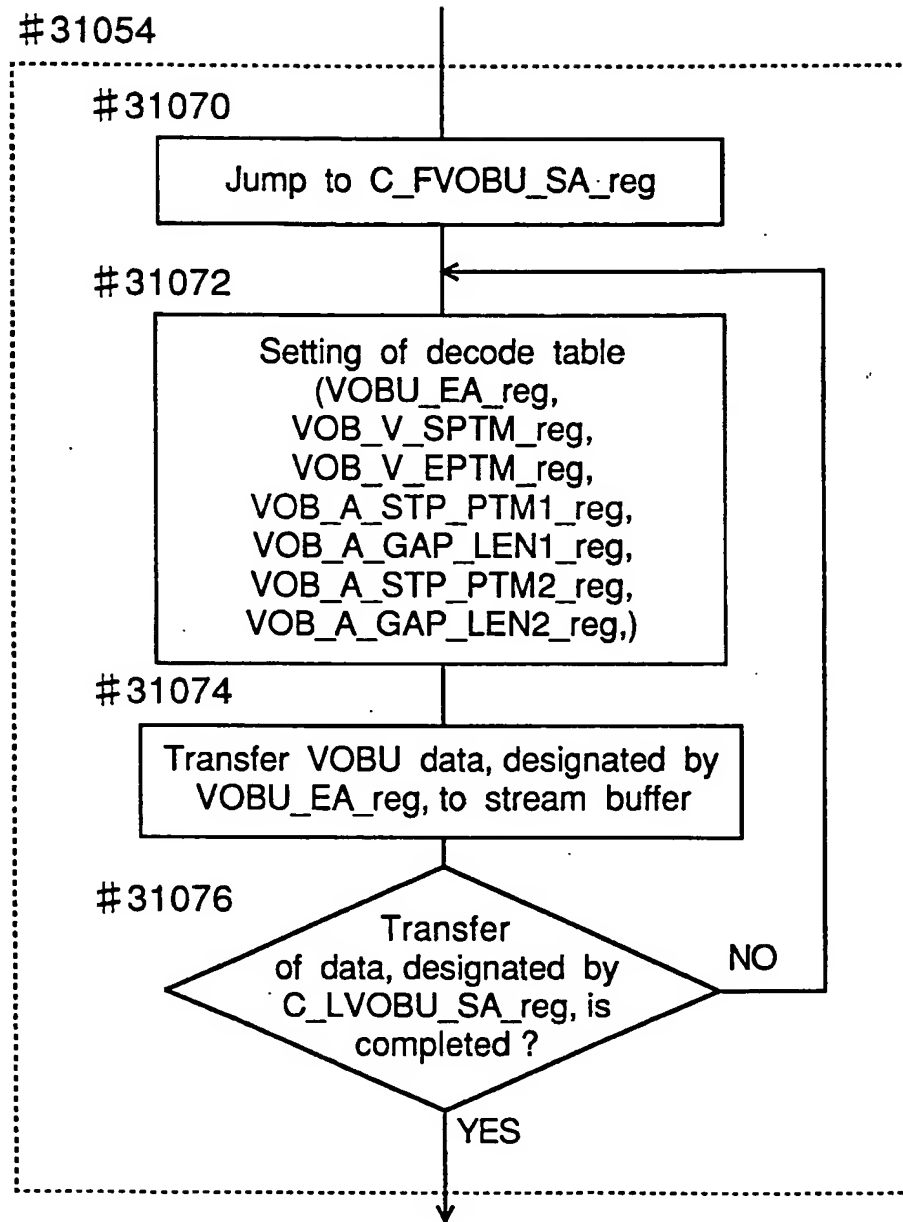 #31054
#31070
Jump to C_FVOBU_SA_reg
#31072
Setting of decode table
(VOBU_EA_reg,
VOB_V_SPTM_reg,
VOB_V_EPTM_reg,
VOB_A_STP_PTM1_reg,
VOB_A_GAP_LEN1_reg,
VOB_A_STP_PTM2_reg,
VOB_A_GAP_LEN2_reg,)
#31074
Transfer VOBU data, designated by
VOBU_EA_reg, to stream buffer
#31076
Transfer
of data, designated by
C_LVOBU_SA_reg, is
completed ?
NO
YES